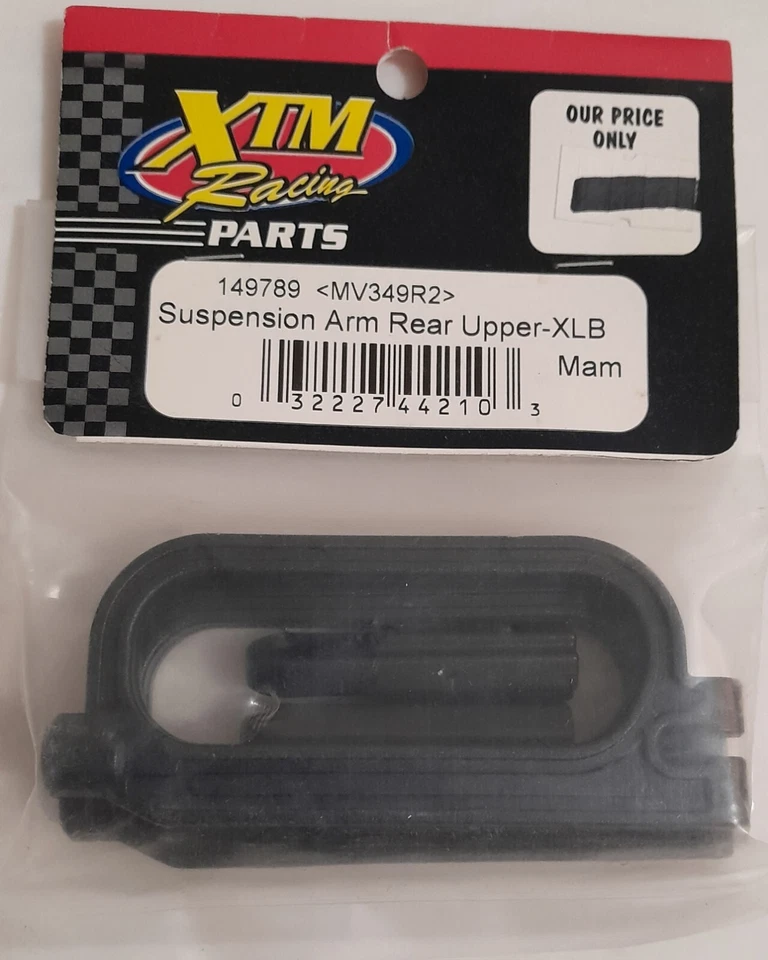 XTM
Racing
PARTS
OUR PRICE
ONLY
149789 <MV349R2>
Suspension Arm Rear Upper-XLB
Mam
0 32227 44210 3